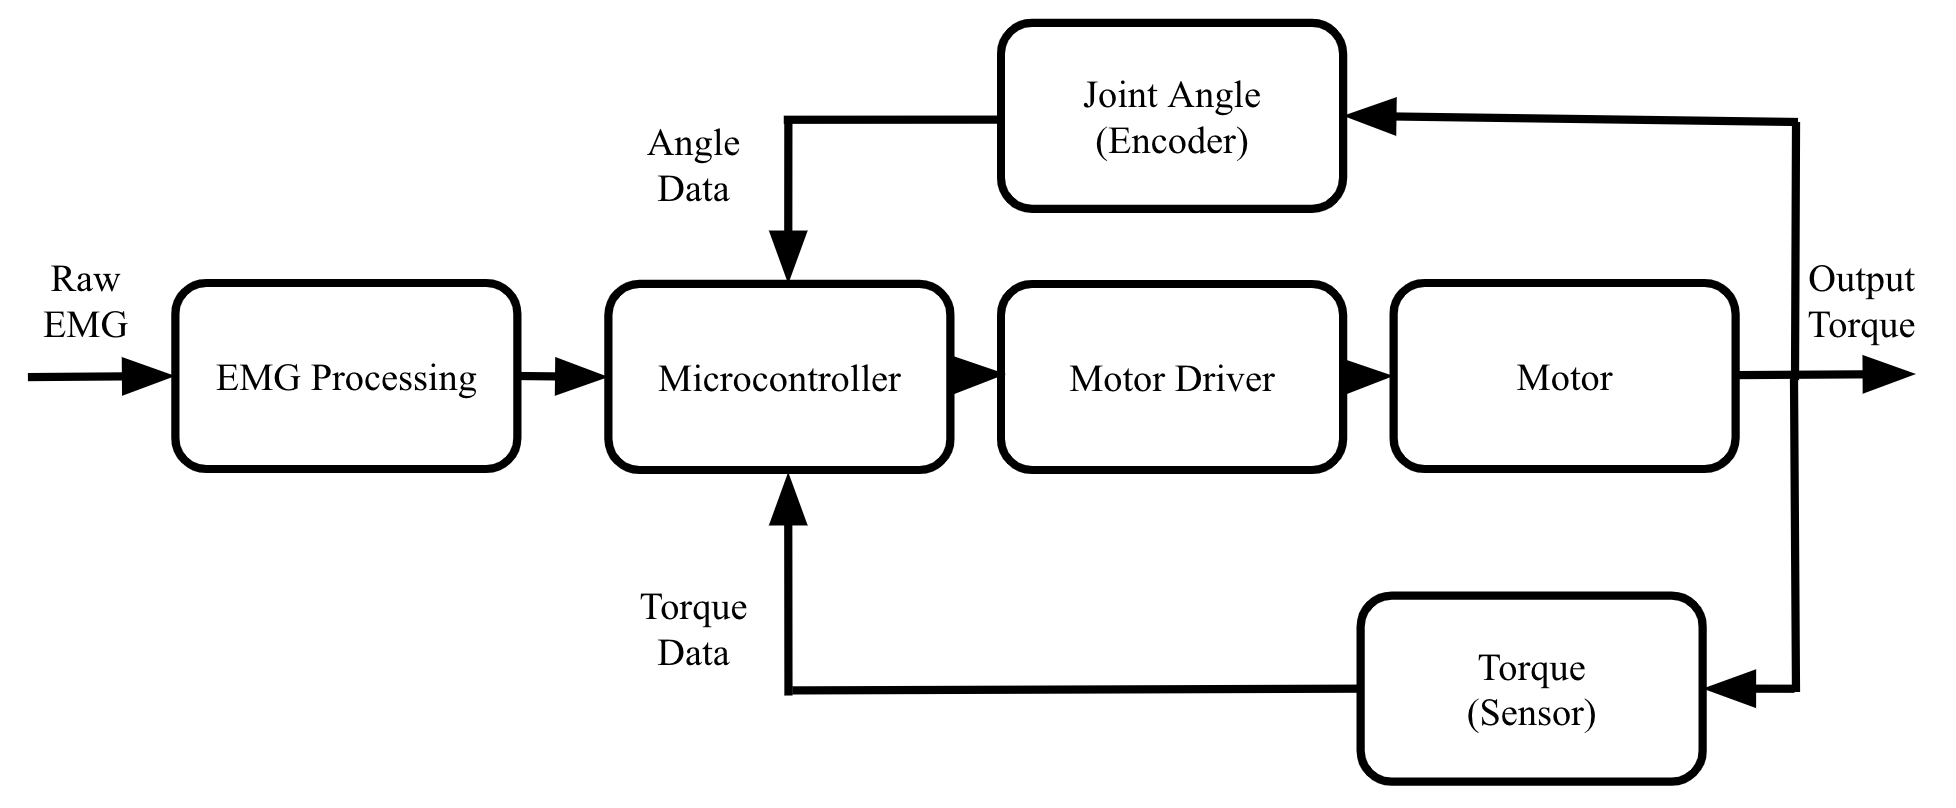 Joint Angle
(Encoder)
Angle
Data
Raw
EMG
Output
Torque
EMG Processing
Microcontroller
Motor Driver
Motor
Torque
Data
Torque
(Sensor)